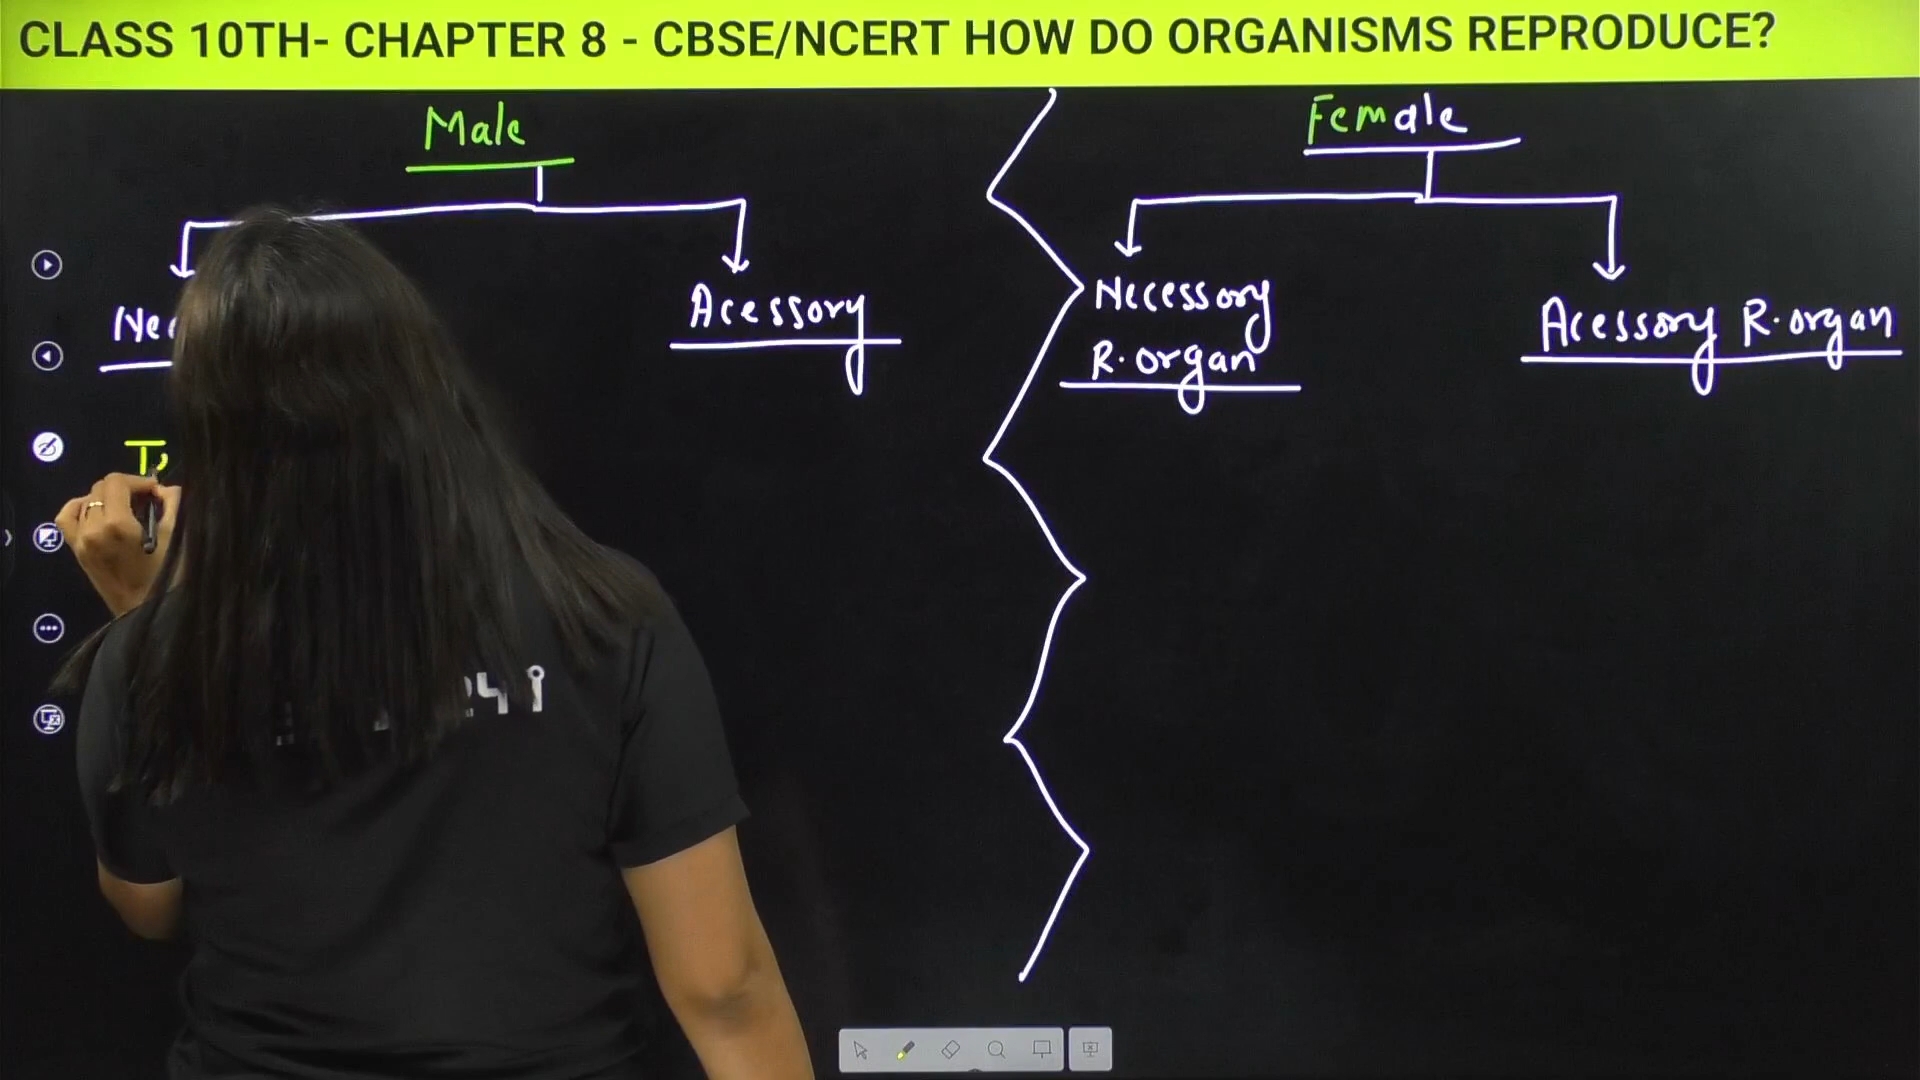 CLASS 10TH- CHAPTER 8 - CBSE/NCERT HOW DO ORGANISMS REPRODUCE?
Male
Female
Acessory
Necessory
R.organ
Acessory R.organ